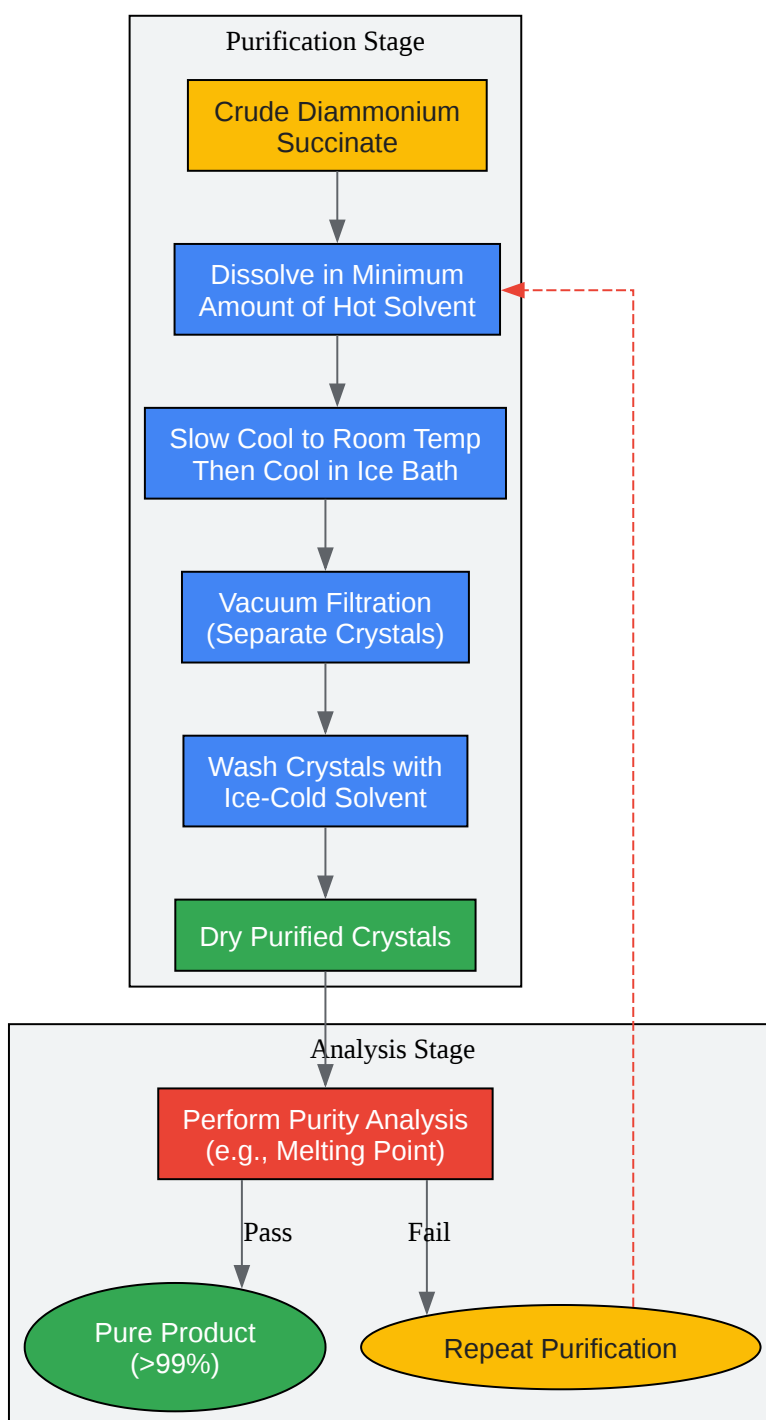 Purification Stage
Crude Diammonium
Succinate
Dissolve in Minimum
Amount of Hot Solvent
Slow Cool to Room Temp
Then Cool in Ice Bath
Vacuum Filtration
(Separate Crystals)
Wash Crystals with
Ice-Cold Solvent
Dry Purified Crystals
Analysis Stage
Perform Purity Analysis
(e.g., Melting Point)
Pass
Fail
Pure Product
(>99%)
Repeat Purification